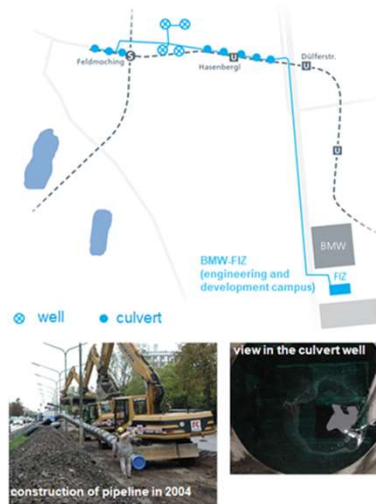 Feldmoching
S
Hasenbergl
U
Dülferstr.
U
U
BMW
BMW-FIZ
(engineering and
development campus)
FIZ
well
culvert
view in the culvert well
construction of pipeline in 2004